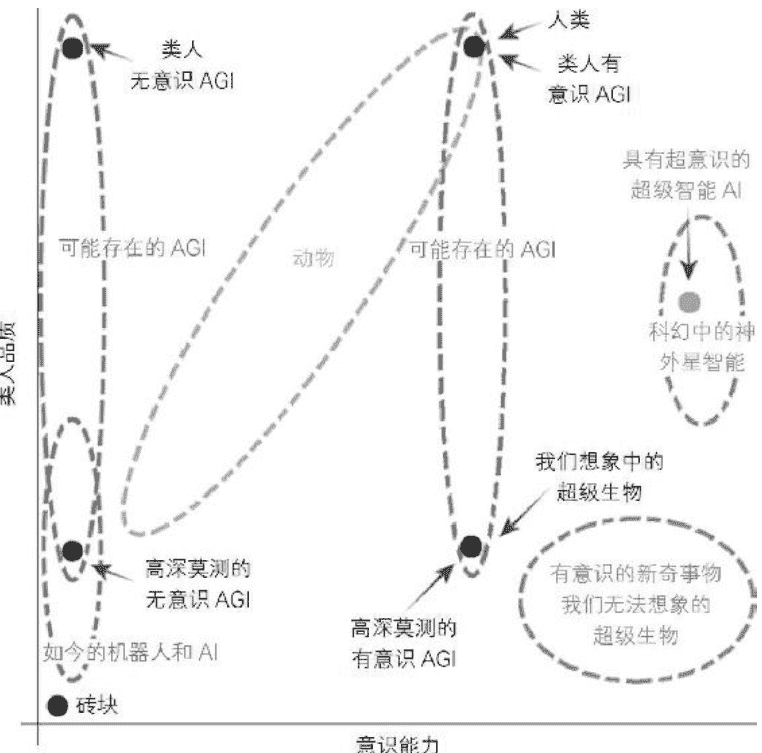 人类
类人
无意识 AGI
类人有
意识 AGI
具有超意识的
超级智能 AI
可能存在的 AGI
动物
可能存在的 AGI
科幻中的神
外星智能
类人品质
我们想象中的
超级生物
高深莫测的
无意识 AGI
有意识的新奇事物
我们无法想象的
超级生物
高深莫测的
有意识 AGI
如今的机器人和 AI
砖块
意识能力